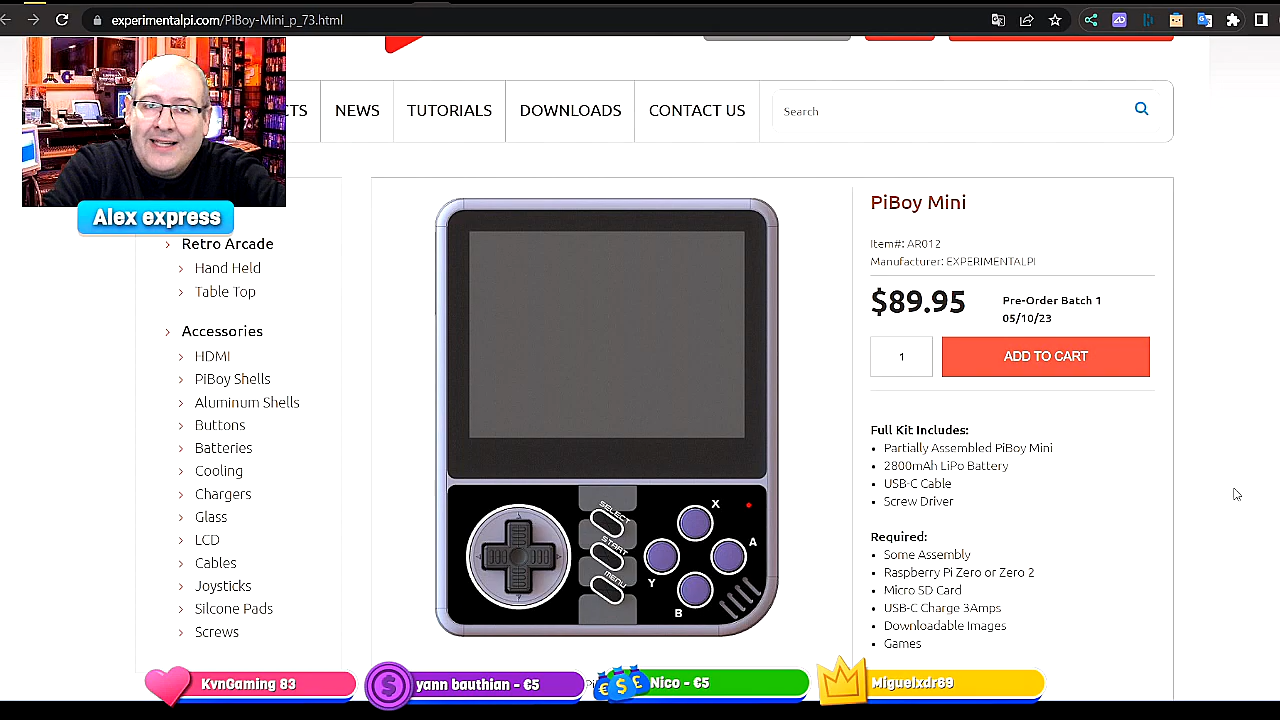 experimentalpi.com/PiBoy-Mini_p_73.html
CTS
NEWS
TUTORIALS
DOWNLOADS
CONTACT US
Search
Alex express
Retro Arcade
Hand Held
Table Top
Accessories
HDMI
PiBoy Shells
Aluminum Shells
Buttons
Batteries
Cooling
Chargers
Glass
LCD
Cables
Joysticks
Silcone Pads
Screws
SELECT
START
MENU
X
A
Y
B
PiBoy Mini
Item#: AR012
Manufacturer: EXPERIMENTALPI
$89.95
Pre-Order Batch 1
05/10/23
1
ADD TO CART
Full Kit Includes:
Partially Assembled PiBoy Mini
2800mAh LiPo Battery
USB-C Cable
Screw Driver
Required:
Some Assembly
Raspberry Pi Zero or Zero 2
Micro SD Card
USB-C Charge 3Amps
Downloadable Images
Games
KvnGaming 83
yann bauthian - €5
Nico - €5
Miguelxdr69